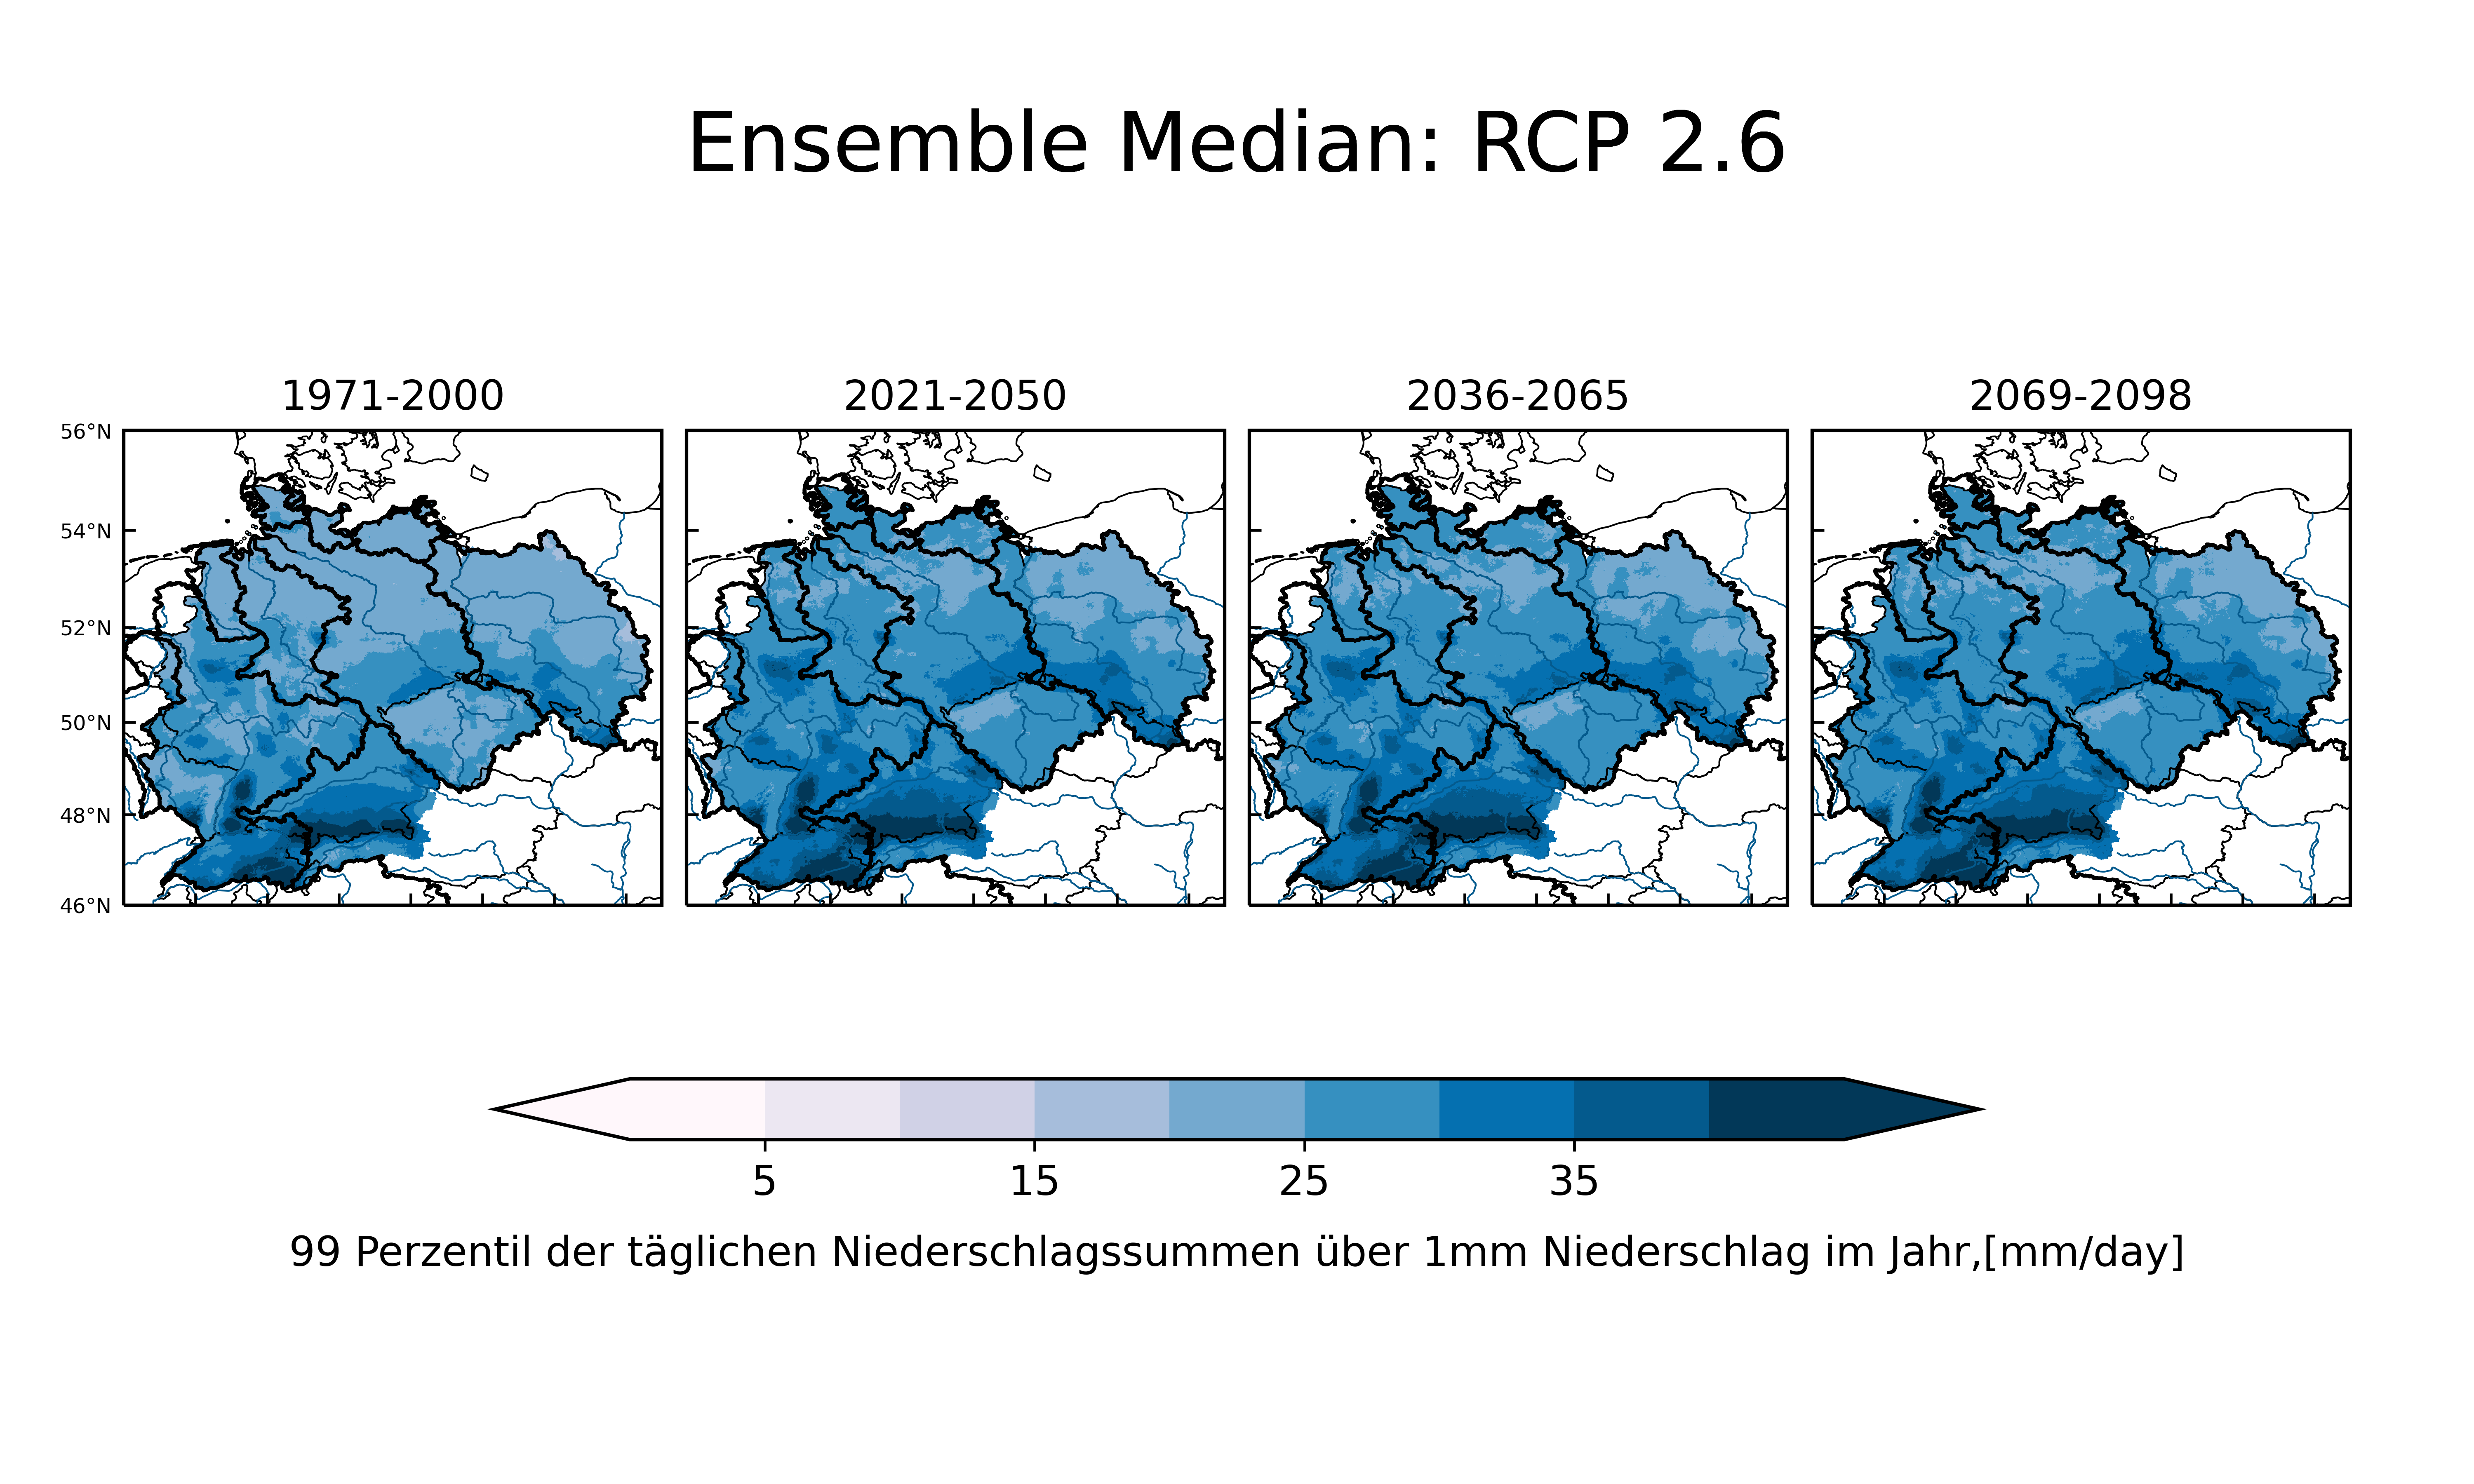 Ensemble Median: RCP 2.6
1971-2000
2021-2050
2036-2065
2069-2098
56°N
54°N
52°N
50°N
48°N
46°N
5
15
25
35
99 Perzentil der täglichen Niederschlagssummen über 1mm Niederschlag im Jahr,[mm/day]